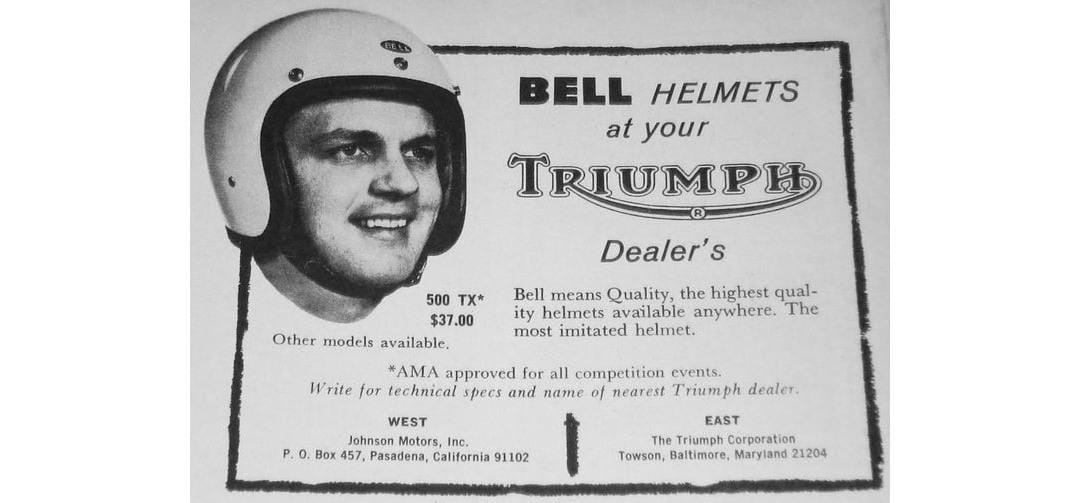 BELL
BELL HELMETS
at your
TRIUMPH
R
Dealer's
500 TX*
$37.00
Other models available.
Bell means Quality, the highest qual-
ity helmets available anywhere. The
most imitated helmet.
*AMA approved for all competition events.
Write for technical specs and name of nearest Triumph dealer.
WEST
Johnson Motors, Inc.
P. O. Box 457, Pasadena, California 91102
EAST
The Triumph Corporation
Towson, Baltimore, Maryland 21204